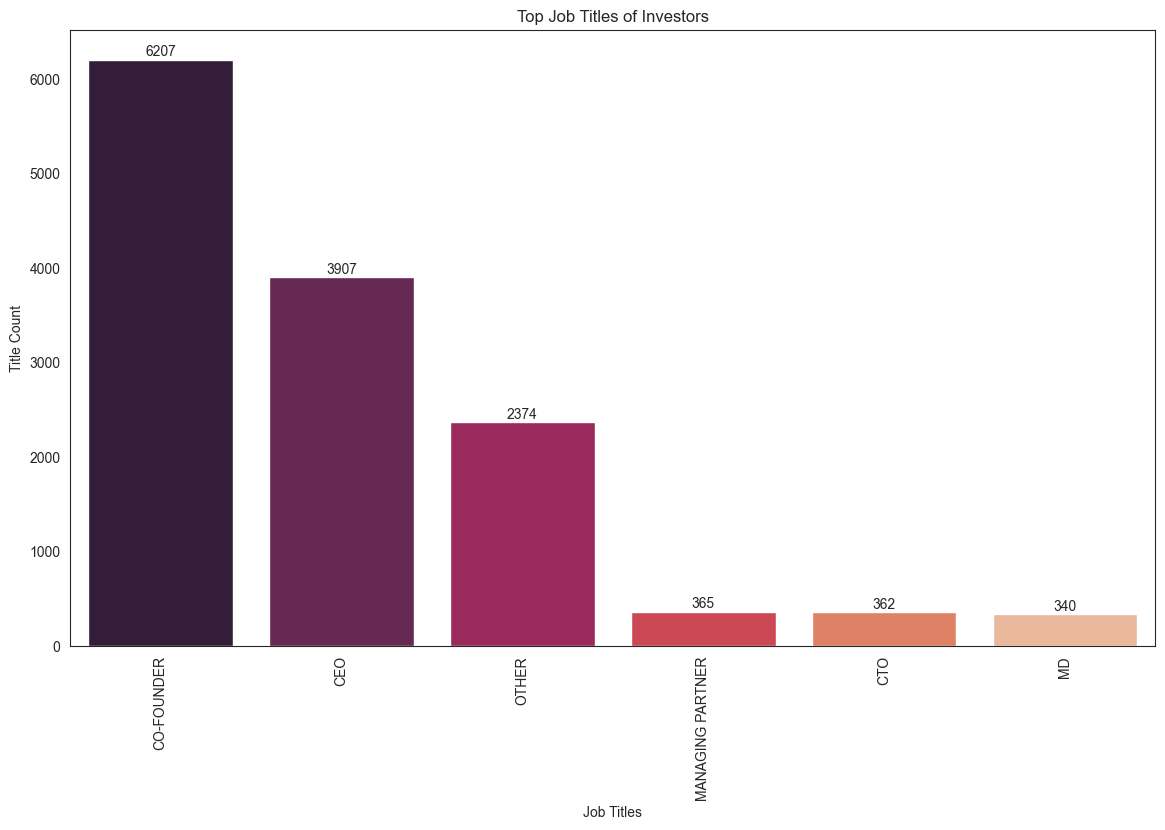 Top Job Titles of Investors
6207
6000
5000
4000
3907
3000
2374
2000
1000
365
362
340
0
Title Count
CO-FOUNDER
CEO
OTHER
MANAGING PARTNER
CTO
MD
Job Titles